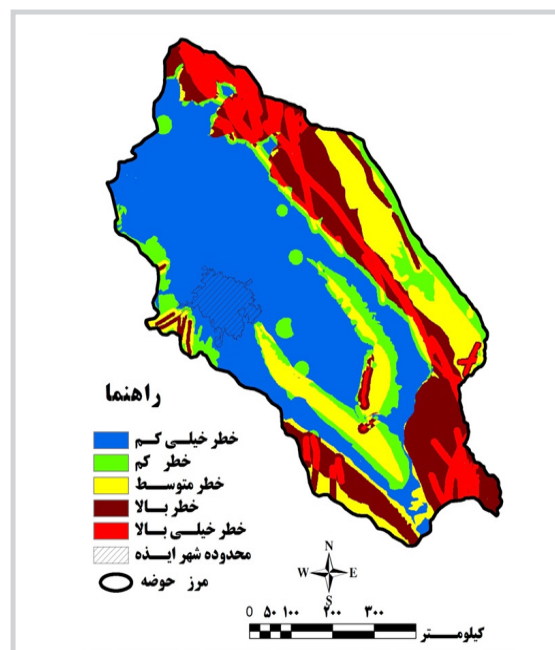 راهنما
خطر خیلی کم
خطر کم
خطر متوسط
خطر بالا
خطر خیلی بالا
محدوده شهر ایذه
مرز حوضه
N
W E
S
0 ۵۰ ۱۰۰ ۲۰۰ ۳۰۰
کیلومتر